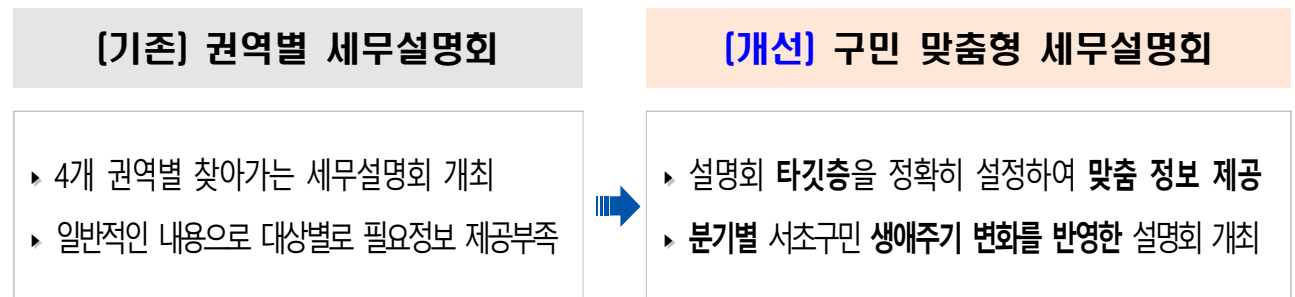 [기존] 권역별 세무설명회
▸ 4개 권역별 찾아가는 세무설명회 개최
▸ 일반적인 내용으로 대상별로 필요정보 제공부족
[개선] 구민 맞춤형 세무설명회
▸ 설명회 타깃층을 정확히 설정하여 맞춤 정보 제공
▸ 분기별 서초구민 생애주기 변화를 반영한 설명회 개최